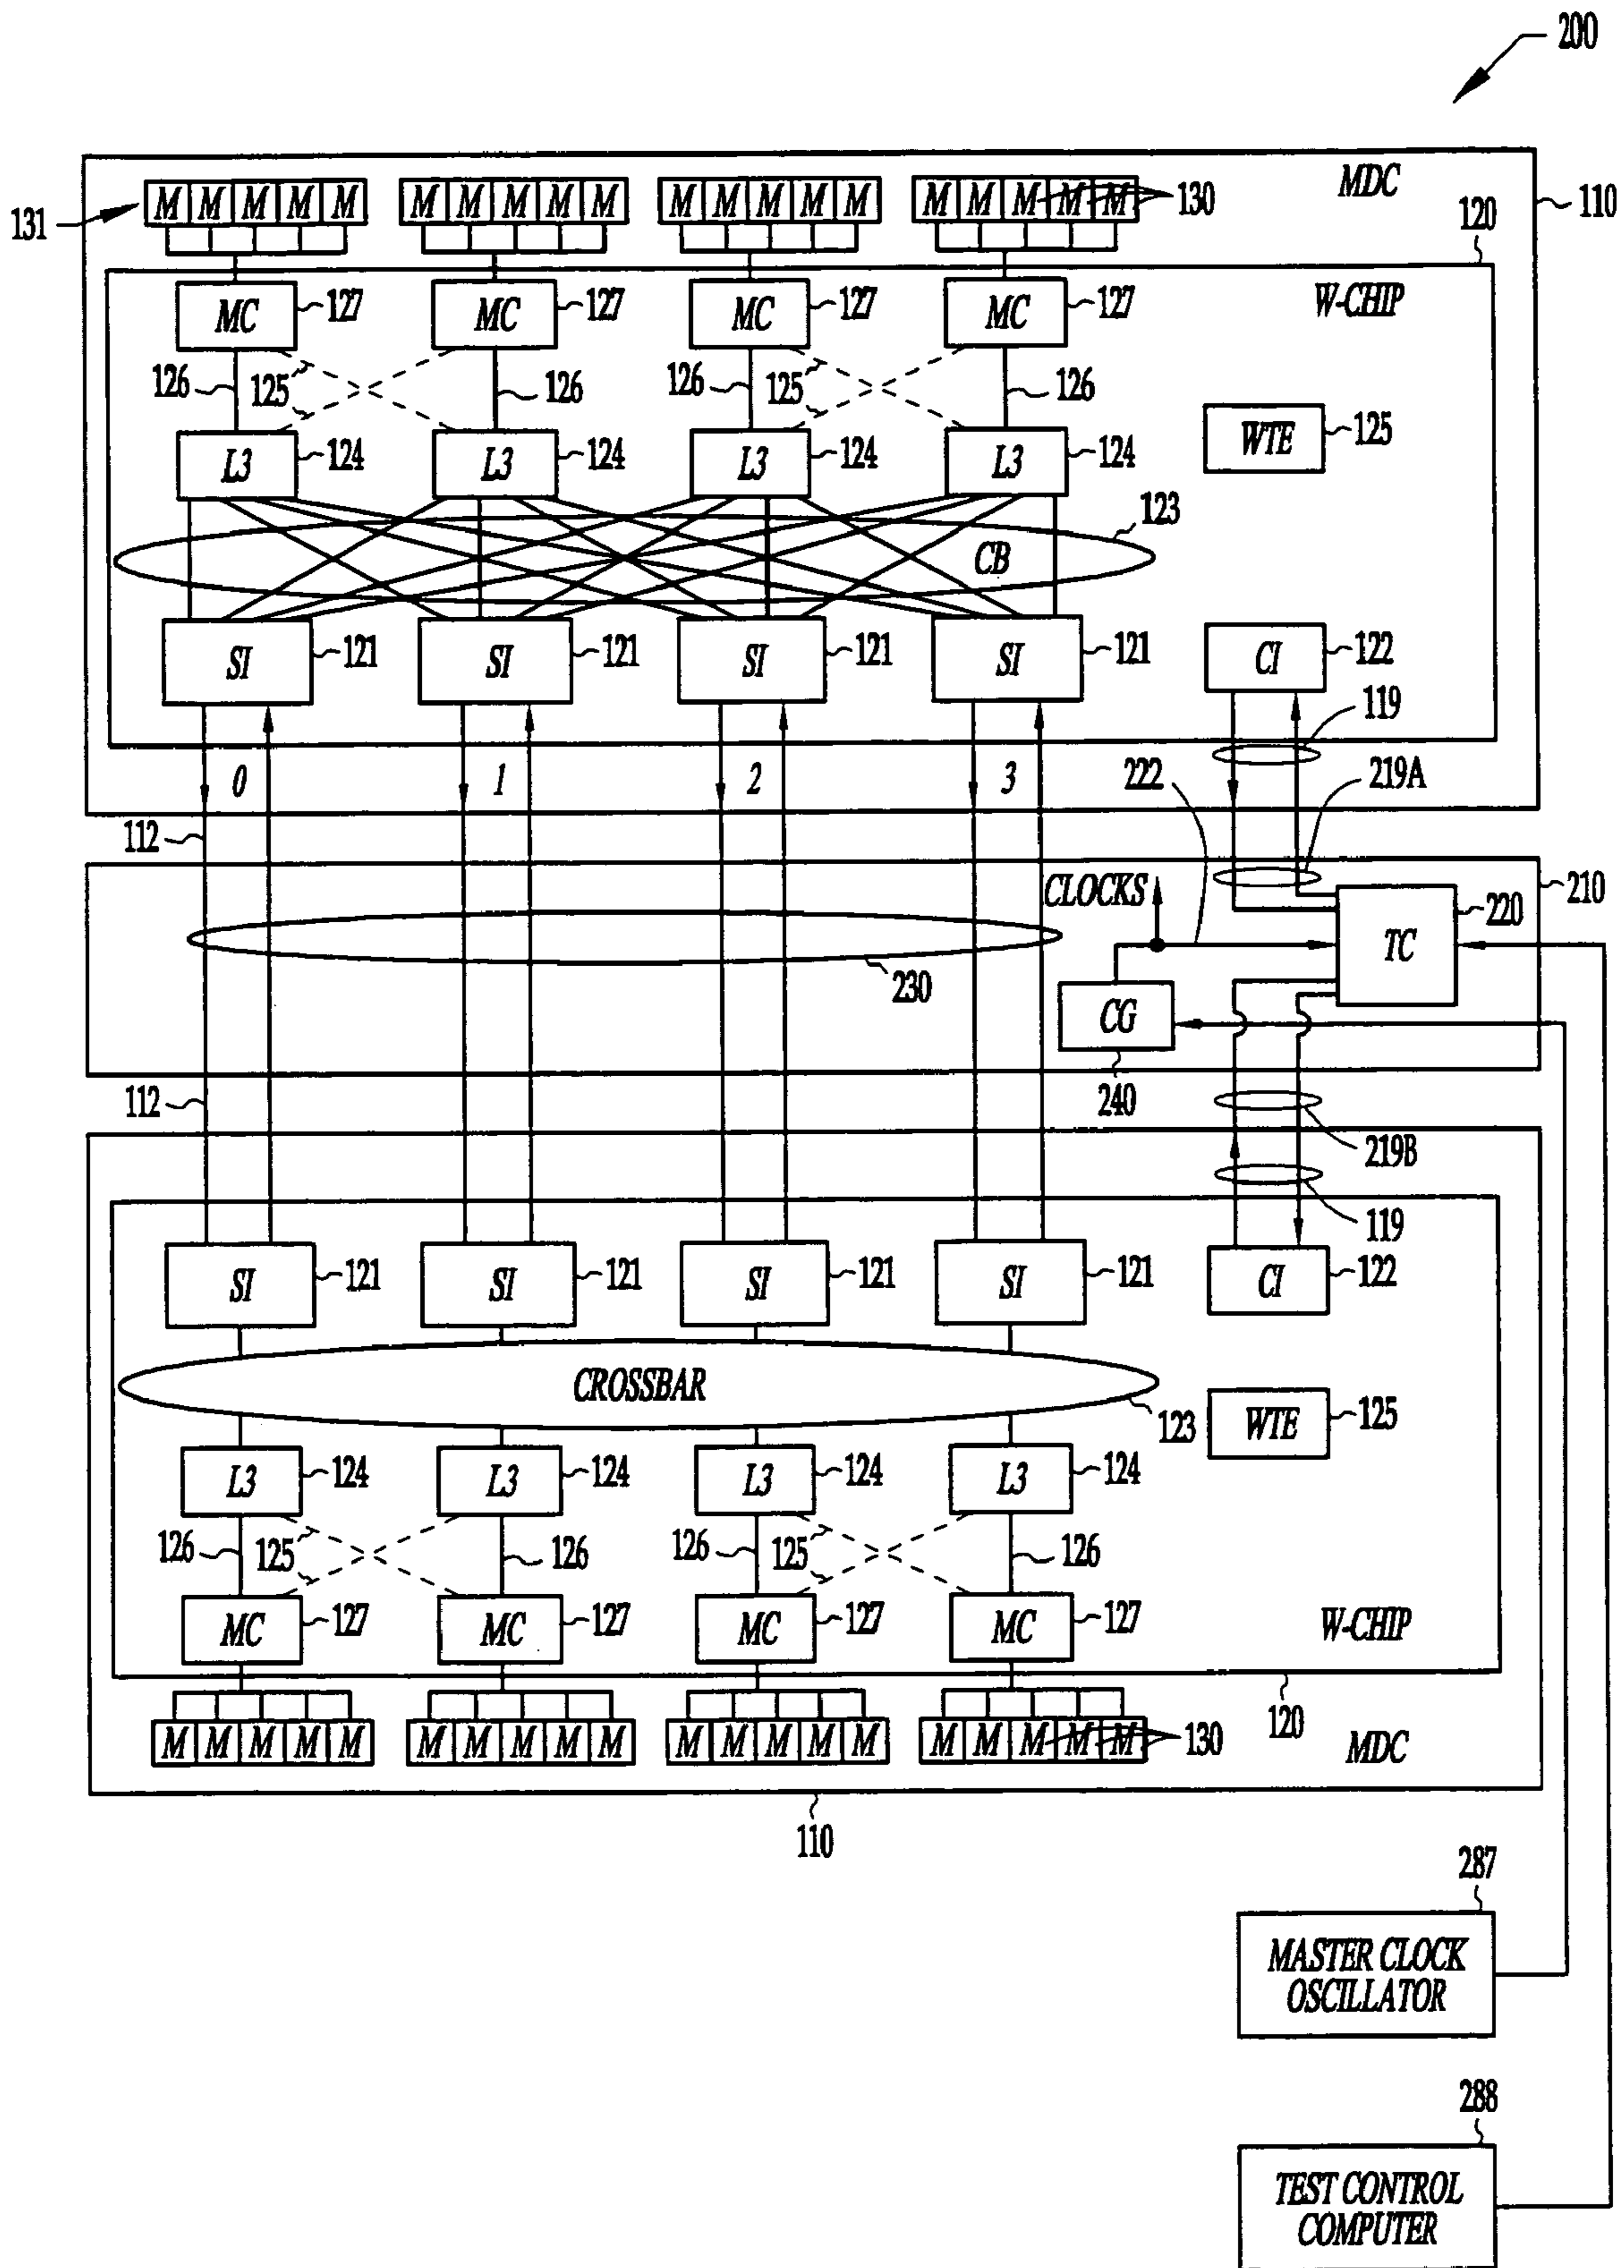 200
MDC
M M M M M M M M M M M M M M M M M M M M
131
130
110
120
W-CHIP
MC 127 MC 127 MC 127 MC 127
126 125 126 126 125 126
L3 124 L3 124 L3 124 L3 124
WTE 125
123
CB
SI 121 SI 121 SI 121 SI 121
CI 122
119
0 1 2 3
222
219A
112
210
CLOCKS
220
TC
230
CG
112
240
219B
119
SI 121 SI 121 SI 121 SI 121
CI 122
CROSSBAR
123
WTE 125
L3 124 L3 124 L3 124 L3 124
126 125 126 126 125 126
MC 127 MC 127 MC 127 MC 127
W-CHIP
120
M M M M M M M M M M M M M M M M M M M M
130
MDC
110
287
MASTER CLOCK
OSCILLATOR
288
TEST CONTROL
COMPUTER